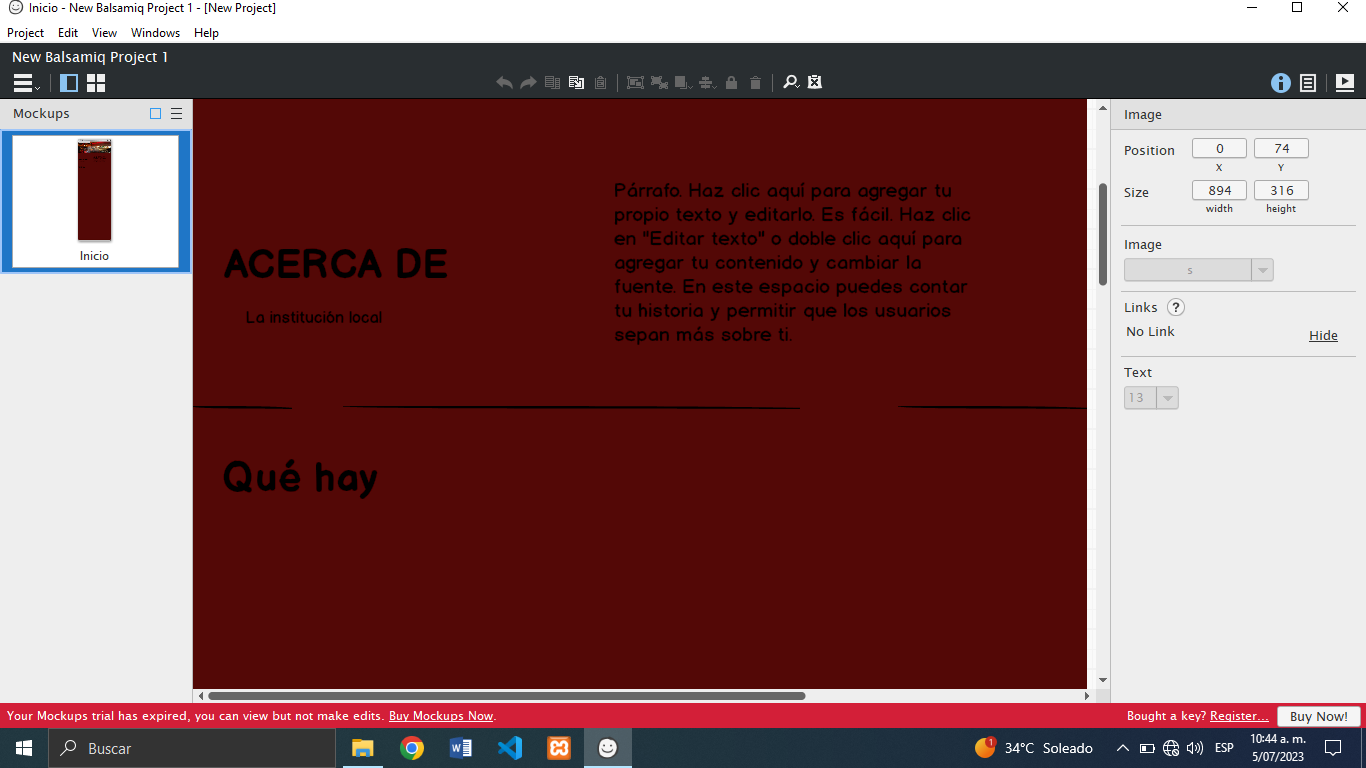 Inicio - New Balsamiq Project 1 - [New Project]
Project Edit View Windows Help
New Balsamiq Project 1
Mockups
Inicio
ACERCA DE
La institución local
Párrafo. Haz clic aquí para agregar tu
propio texto y editarlo. Es fácil. Haz clic
en "Editar texto" o doble clic aquí para
agregar tu contenido y cambiar la
fuente. En este espacio puedes contar
tu historia y permitir que los usuarios
sepan más sobre ti.
Qué hay
Image
Position 0 74
X Y
Size 894 316
width height
Image
s
Links ?
No Link
Hide
Text
13
Your Mockups trial has expired, you can view but not make edits. Buy Mockups Now.
Bought a key? Register... Buy Now!
Buscar
1
34°C Soleado
ESP
10:44 a. m.
5/07/2023